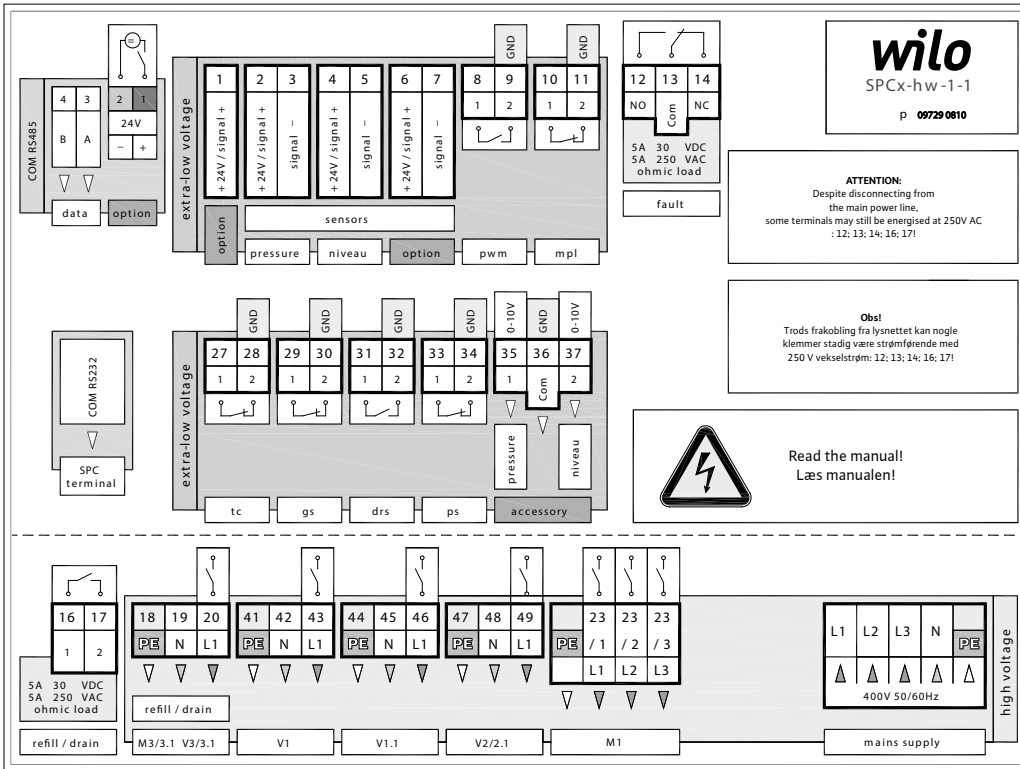 wilo
SPCx-hw-1-1
p 09729 0810
ATTENTION:
Despite disconnecting from
the main power line,
some terminals may still be energised at 250V AC
: 12; 13; 14; 16; 17!
Obs!
Trods frakobling fra lysnettet kan nogle
klemmer stadig være strømførende med
250 V vekselstrøm: 12; 13; 14; 16; 17!
Read the manual!
Læs manualen!
COM RS485
4 3 2 1
B A
24V
– +
data
option
extra-low voltage
GND
GND
1 2 3 4 5 6 7 8 9 10 11
+ 24V / signal +
+ 24V / signal +
signal –
+ 24V / signal +
signal –
+ 24V / signal +
signal –
1 2
1 2
option
sensors
pressure
niveau
option
pwm
mpl
12 13 14
NO Com NC
5A 30 VDC
5A 250 VAC
ohmic load
fault
COM RS232
SPC
terminal
extra-low voltage
GND
GND
GND
GND
0-10V
GND
0-10V
27 28 29 30 31 32 33 34 35 36 37
1 2 1 2 1 2 1 2 1 Com 2
pressure
niveau
tc
gs
drs
ps
accessory
16 17
1 2
5A 30 VDC
5A 250 VAC
ohmic load
refill / drain
18 19 20
PE N L1
refill / drain
M3/3.1 V3/3.1
41 42 43
PE N L1
V1
44 45 46
PE N L1
V1.1
47 48 49
PE N L1
V2/2.1
23 23 23
PE / 1 / 2 / 3
L1 L2 L3
M1
L1 L2 L3 N PE
400V 50/60Hz
mains supply
high voltage